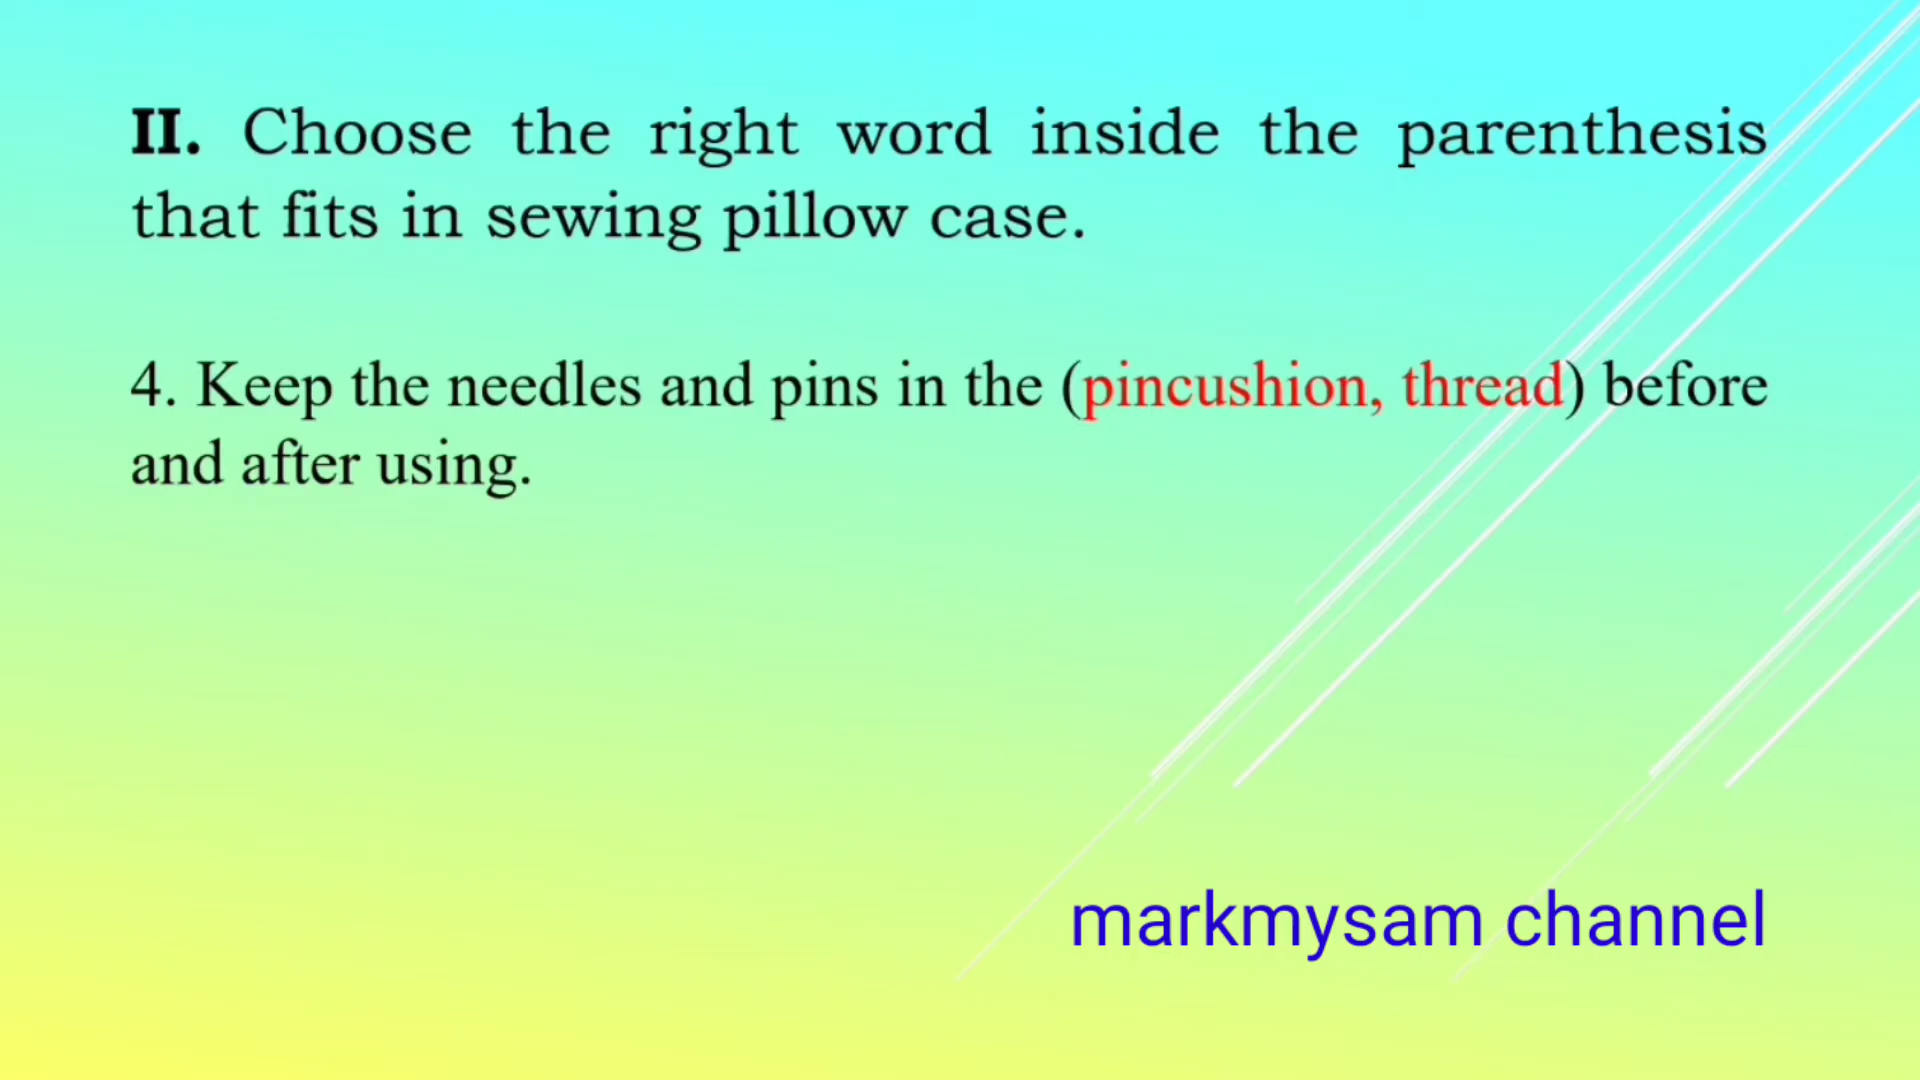 II. Choose the right word inside the parenthesis
that fits in sewing pillow case.
4. Keep the needles and pins in the (pincushion, thread) before
and after using.
markmysam channel